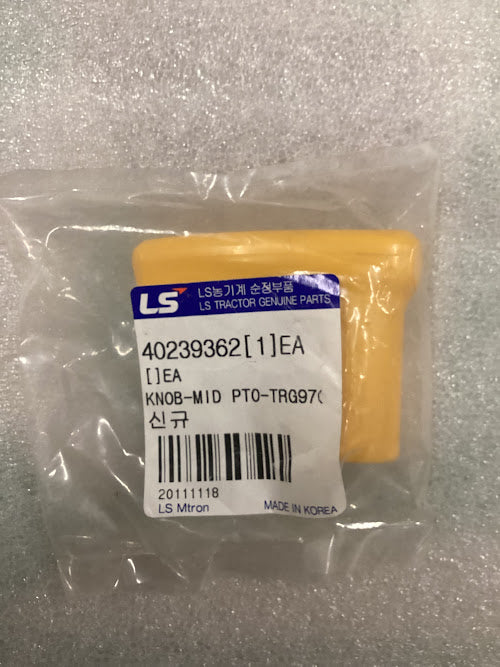 LS LS농기계 순정부품
LS TRACTOR GENUINE PARTS
40239362[1]EA
[]EA
KNOB-MID PTO-TRG970
신규
20111118
LS Mtron MADE IN KOREA